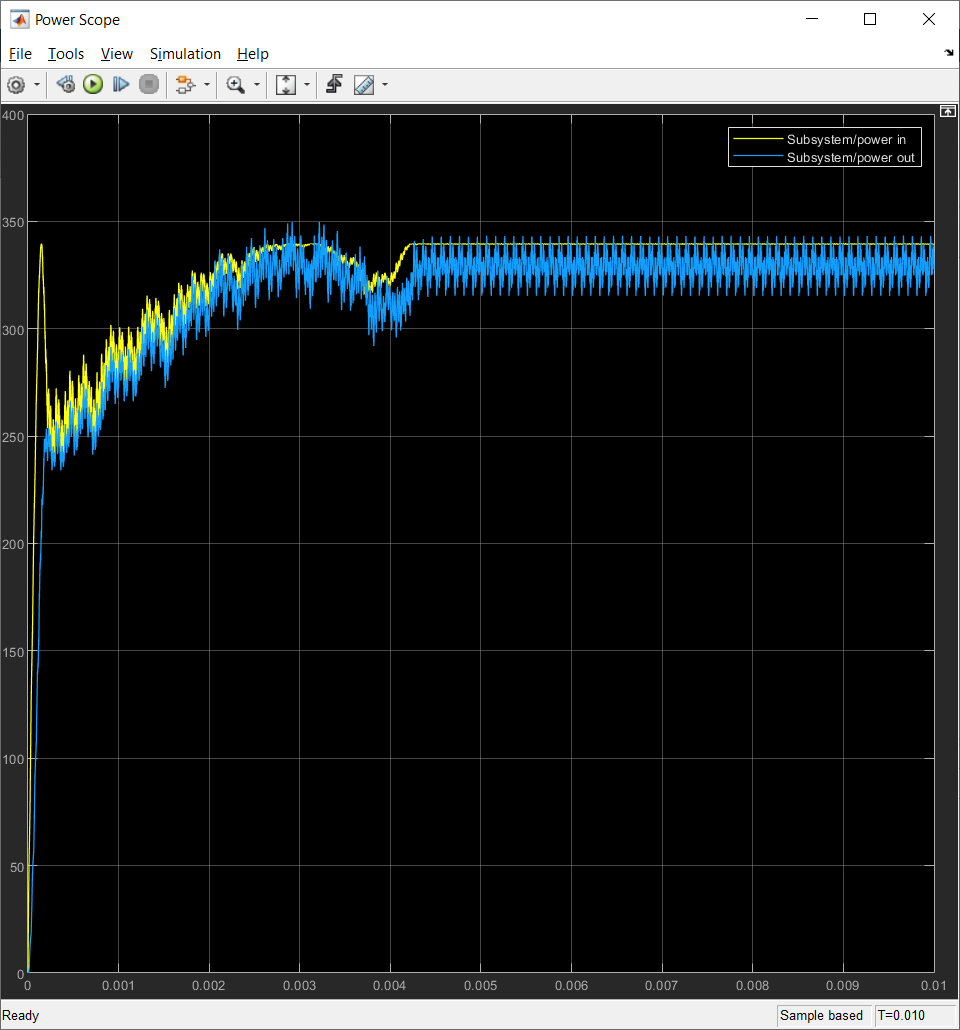 Power Scope
File Tools View Simulation Help
Subsystem/power in
Subsystem/power out
400
350
300
250
200
150
100
50
0
0 0.001 0.002 0.003 0.004 0.005 0.006 0.007 0.008 0.009 0.01
Ready Sample based T=0.010